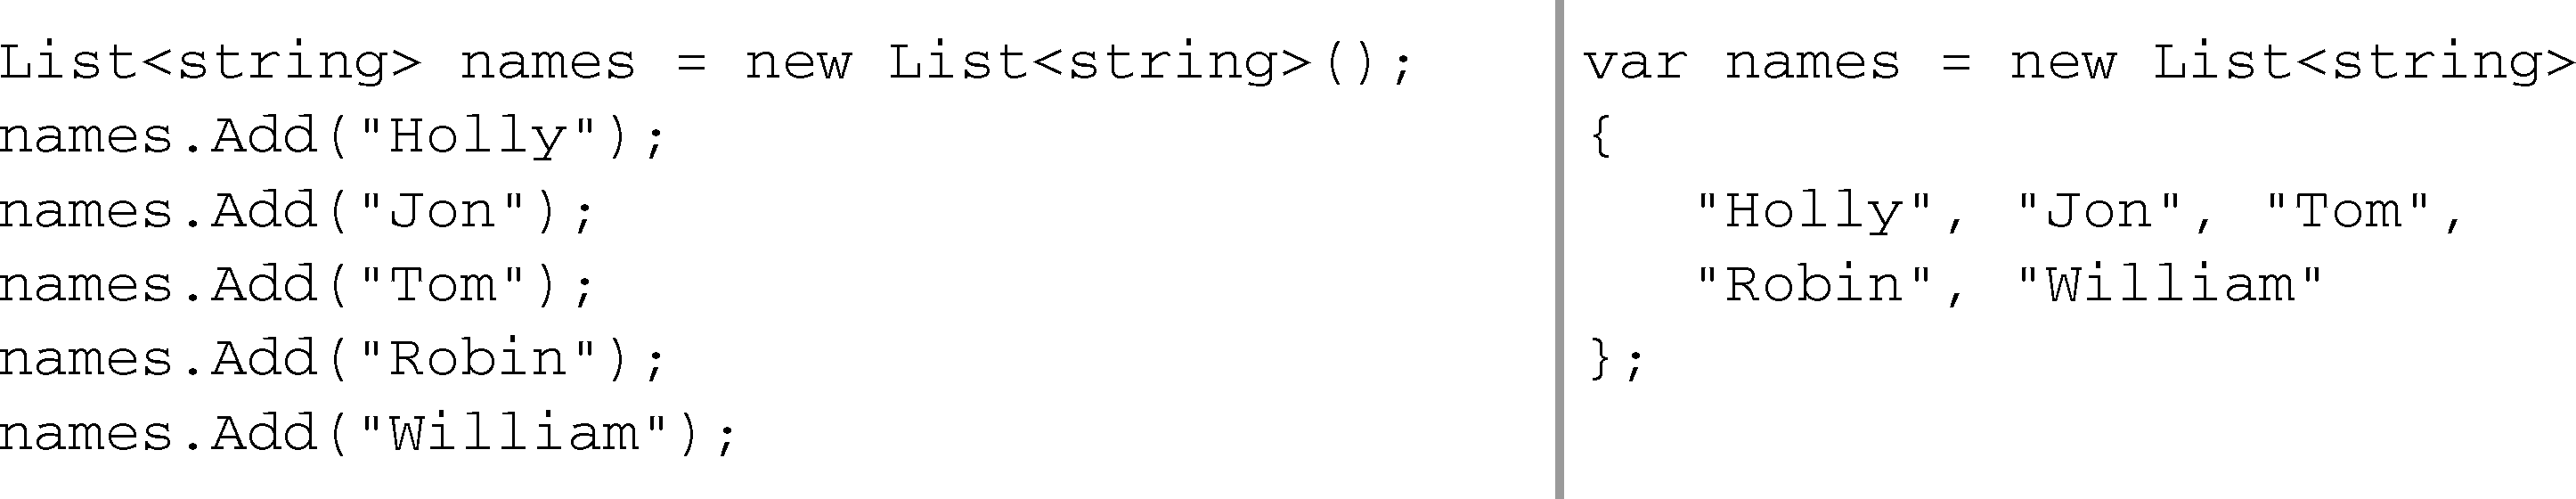 List<string> names = new List<string>();
names.Add("Holly");
names.Add("Jon");
names.Add("Tom");
names.Add("Robin");
names.Add("William");
var names = new List<string>
{
"Holly", "Jon", "Tom",
"Robin", "William"
};